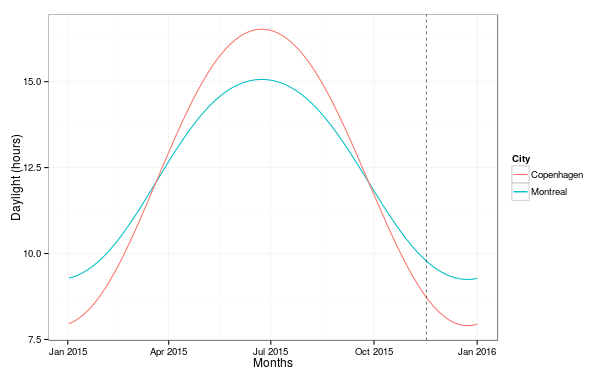 15.0
12.5
10.0
7.5
Daylight (hours)
Jan 2015 Apr 2015 Jul 2015 Oct 2015 Jan 2016
Months
City
Copenhagen
Montreal